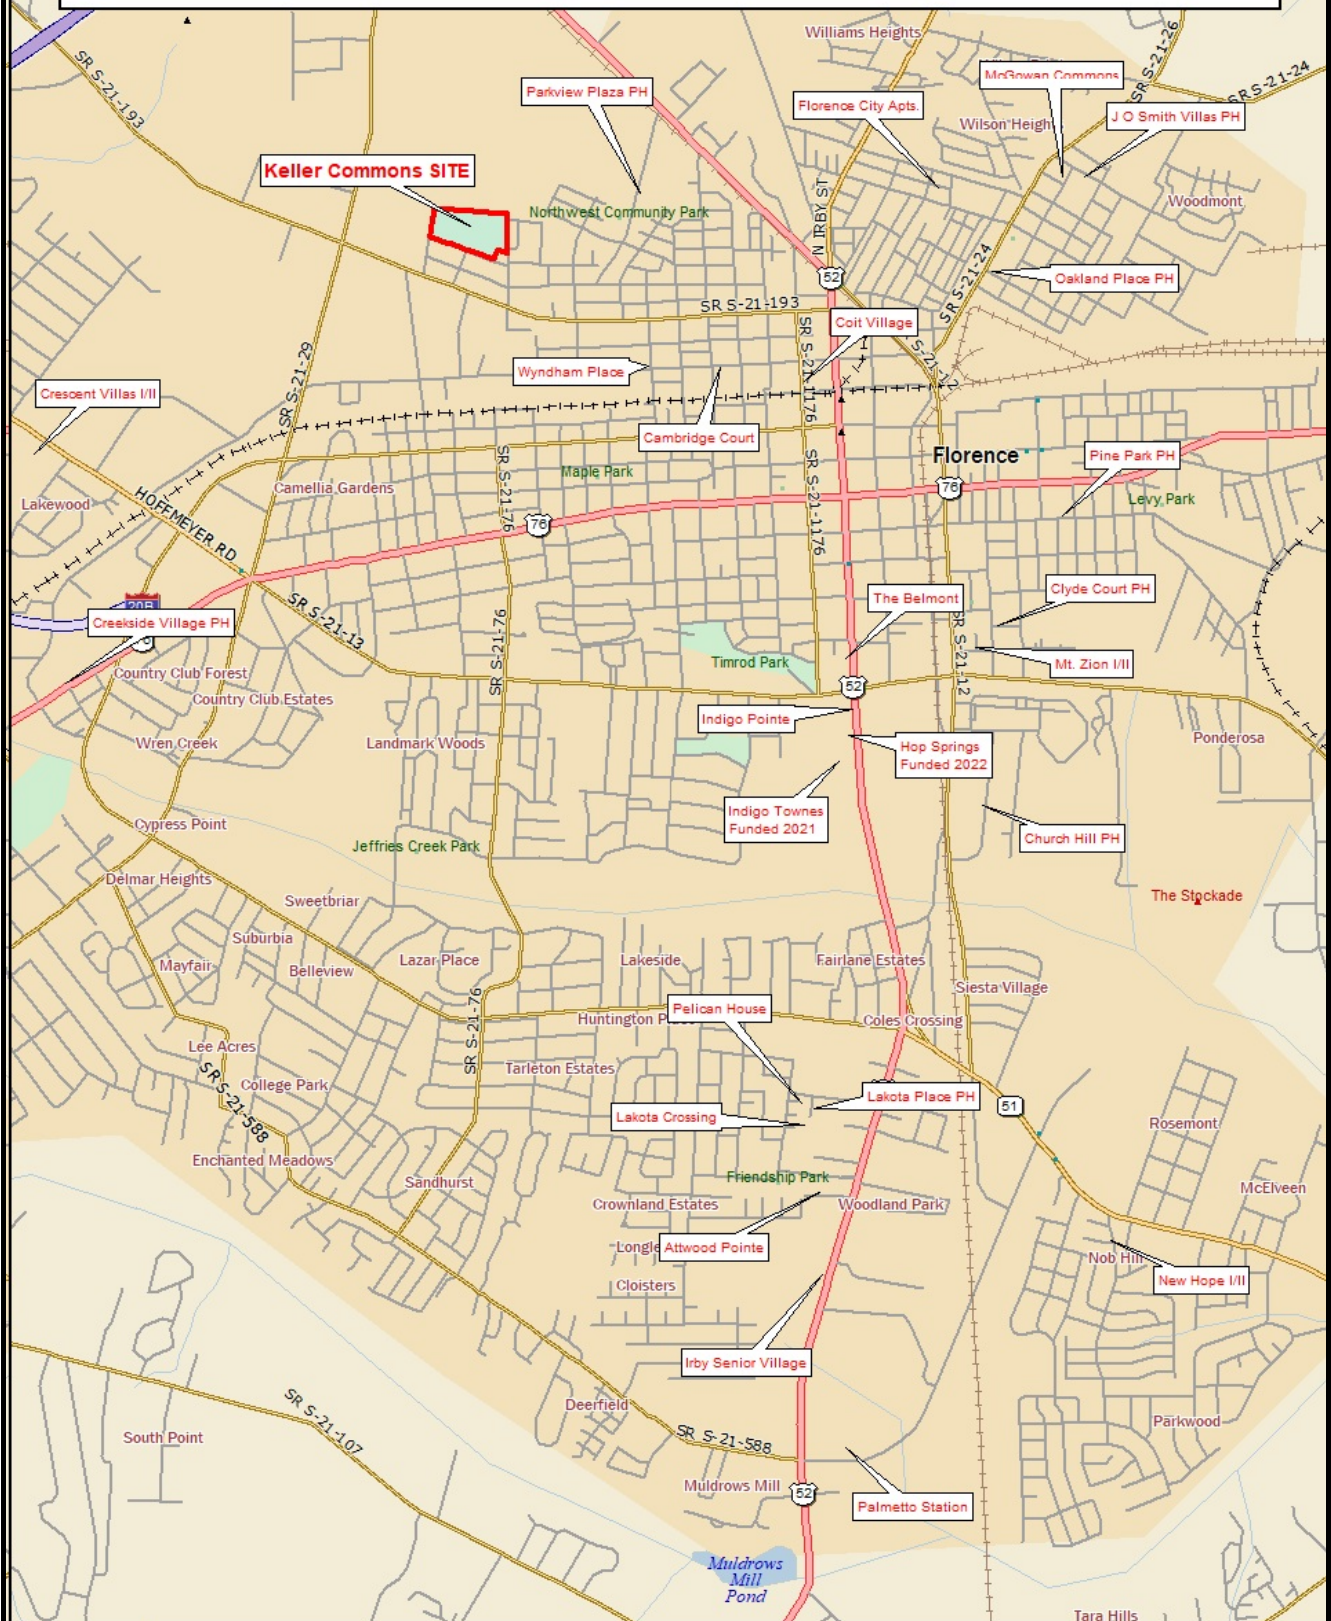 Williams Heights
SR S-21-26
SR S-21-193
McGowan Commons
SR S-21-24
Parkview Plaza PH
Florence City Apts.
J O Smith Villas PH
Wilson Heigh
Keller Commons SITE
Woodmont
Northwest Community Park
N IRBY ST
52
Oakland Place PH
SR S-21-24
SR S-21-193
Coit Village
SR S-21-29
SR S-21-1176
S-21-12
Wyndham Place
Crescent Villas I/II
Cambridge Court
Florence
Pine Park PH
Maple Park
SR S-21-76
SR S-21-1176
76
Camellia Gardens
Levy Park
Lakewood
HOFFMEYER RD
76
20B
The Belmont
Clyde Court PH
SR S-21-13
Creekside Village PH
SR S-21-76
SR S-21-12
Timrod Park
Mt. Zion I/II
Country Club Forest
52
Country Club Estates
Indigo Pointe
Wren Creek
Landmark Woods
Ponderosa
Hop Springs
Funded 2022
Indigo Townes
Funded 2021
Cypress Point
Church Hill PH
Jeffries Creek Park
Delmar Heights
The Stockade
Sweetbriar
Suburbia
Mayfair
Belleview
Lazar Place
Lakeside
Fairlane Estates
Siesta Village
SR S-21-76
Pelican House
Huntington P
Coles Crossing
Lee Acres
Tarleton Estates
SR S-21-588
College Park
Lakota Place PH
51
Lakota Crossing
Rosemont
Enchanted Meadows
Sandhurst
Friendship Park
McElveen
Crownland Estates
Woodland Park
Longle
Attwood Pointe
Nob Hill
Cloisters
New Hope I/II
Irby Senior Village
Deerfield
SR S-21-107
Parkwood
South Point
SR S-21-588
Muldrows Mill
52
Palmetto Station
Muldrows
Mill
Pond
Tara Hills